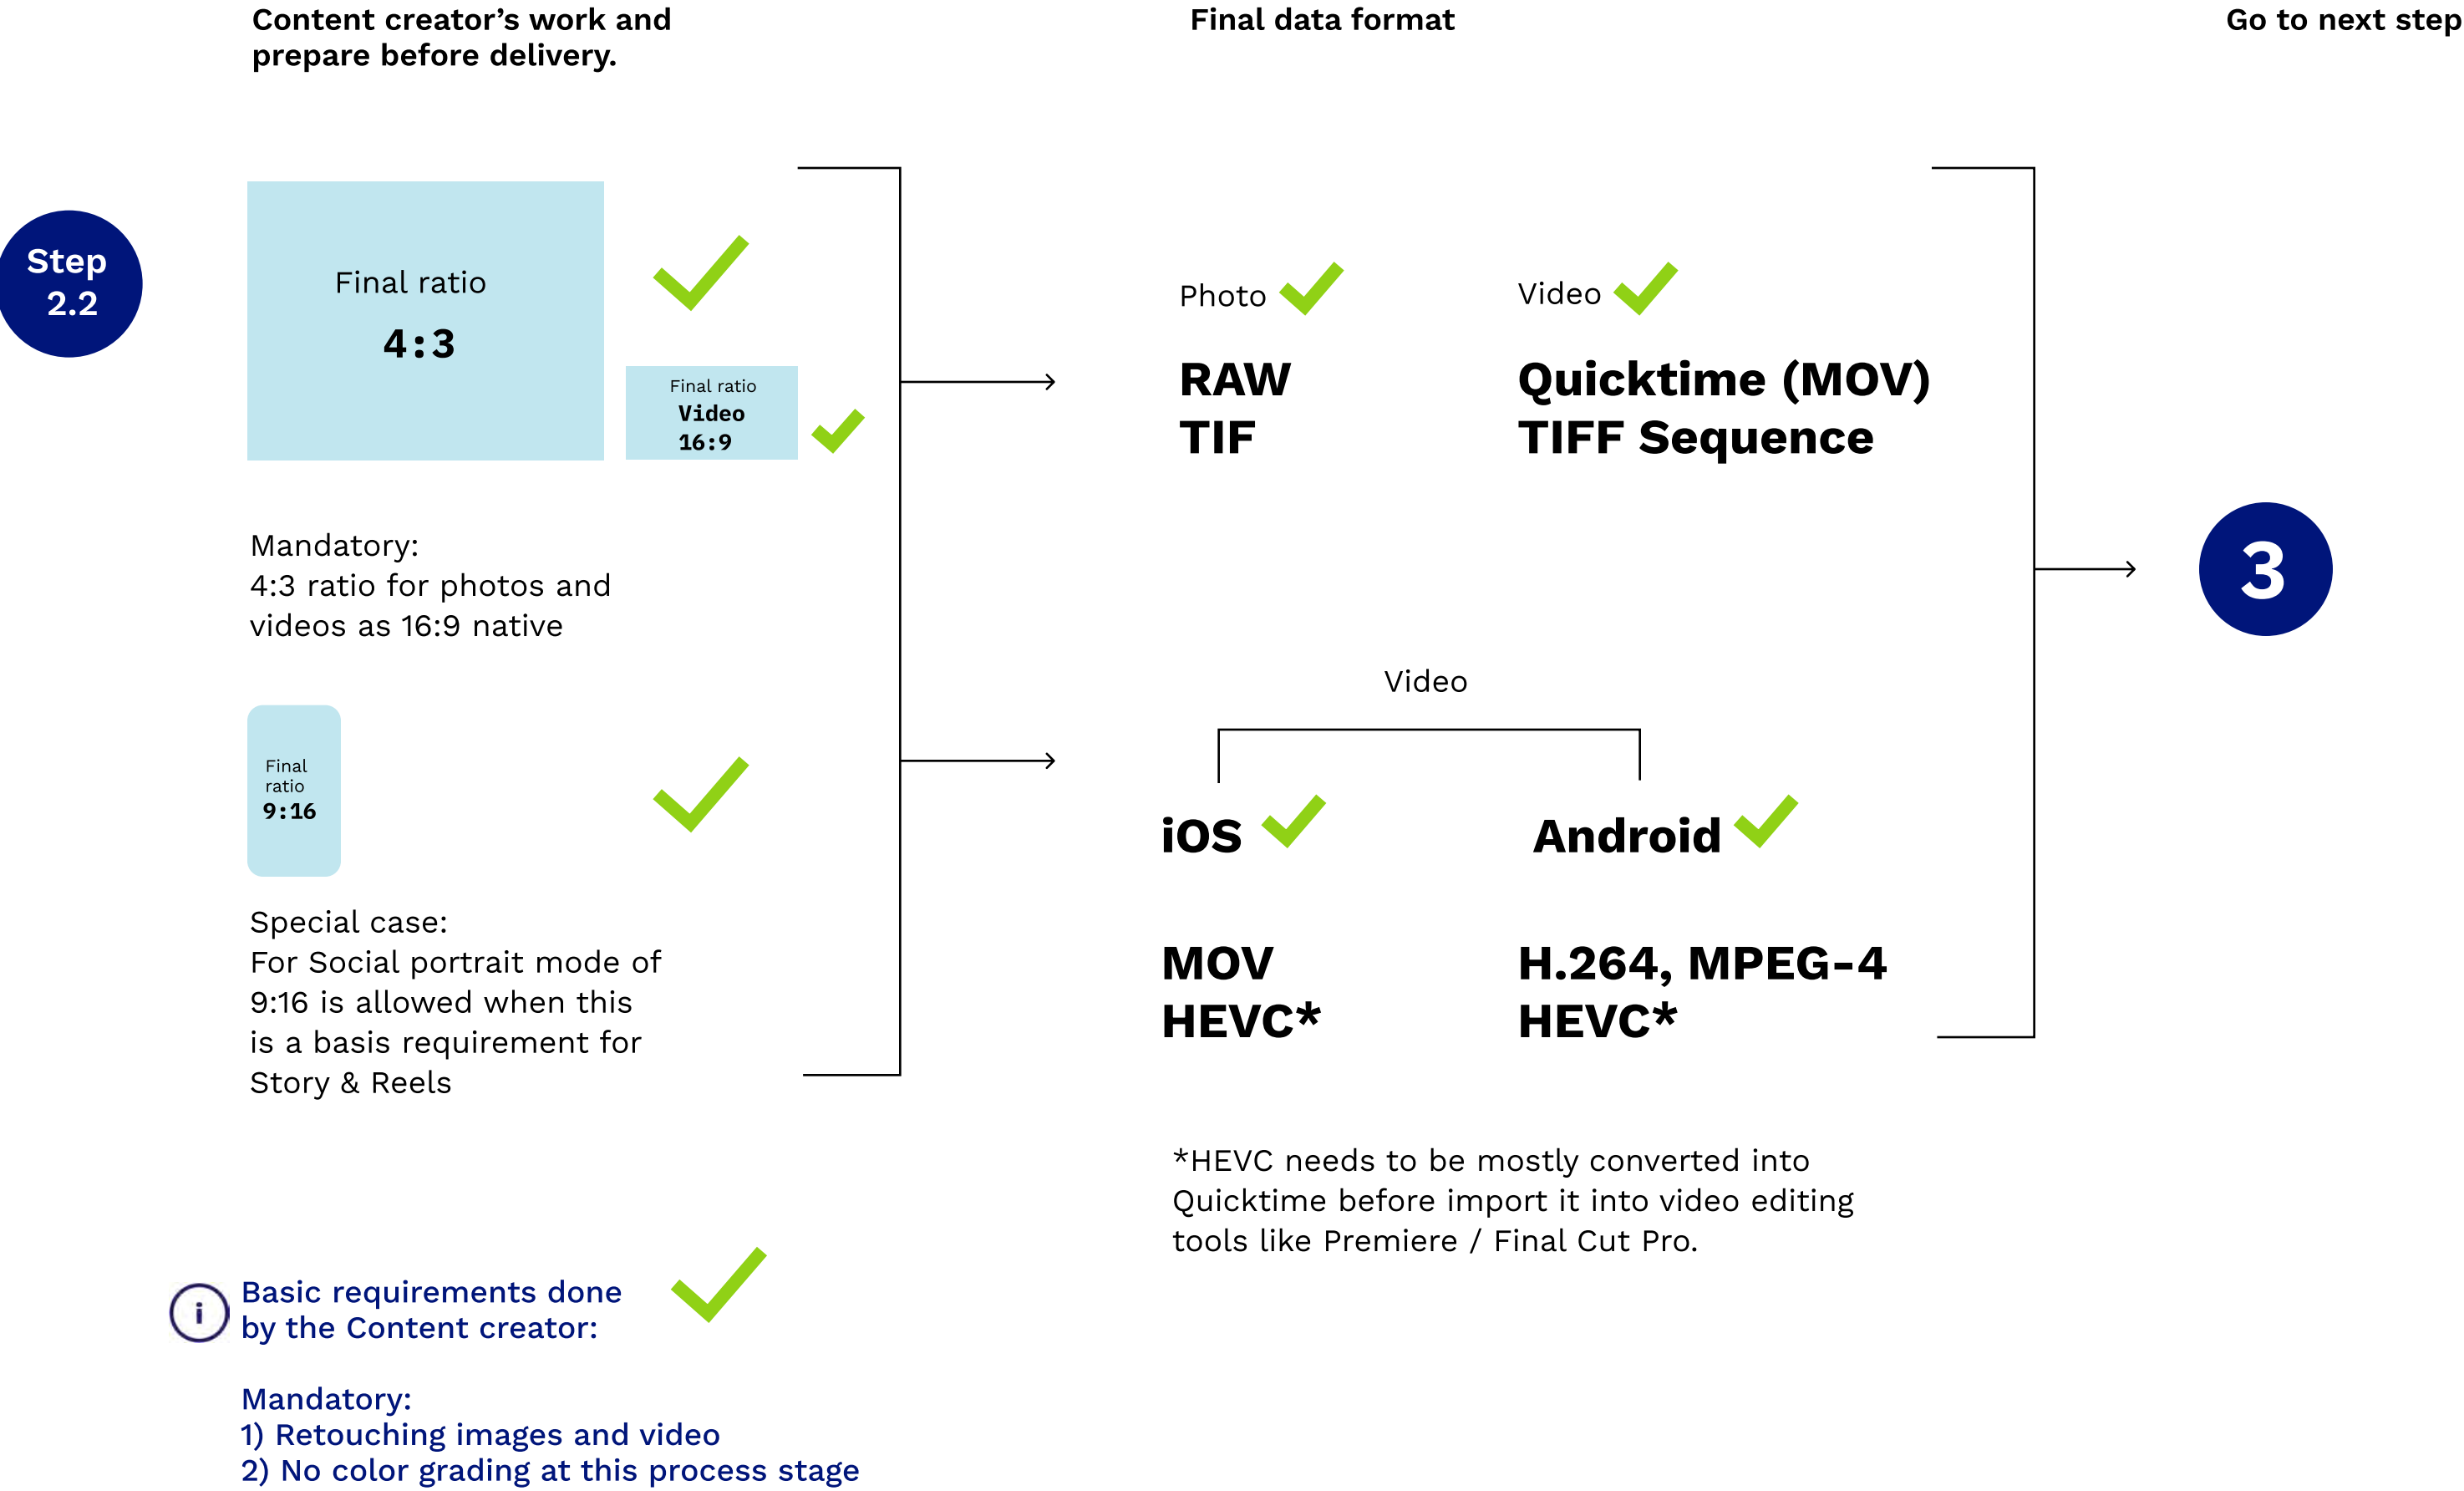 Content creator’s work and
prepare before delivery.
Final data format
Go to next step
Step
2.2
Final ratio
4:3
Final ratio
Video
16:9
Mandatory:
4:3 ratio for photos and
videos as 16:9 native
Final
ratio
9:16
Special case:
For Social portrait mode of
9:16 is allowed when this
is a basis requirement for
Story & Reels
Photo
RAW
TIF
Video
Quicktime (MOV)
TIFF Sequence
Video
iOS
MOV
HEVC*
Android
H.264, MPEG-4
HEVC*
*HEVC needs to be mostly converted into
Quicktime before import it into video editing
tools like Premiere / Final Cut Pro.
3
i
Basic requirements done
by the Content creator:
Mandatory:
1) Retouching images and video
2) No color grading at this process stage